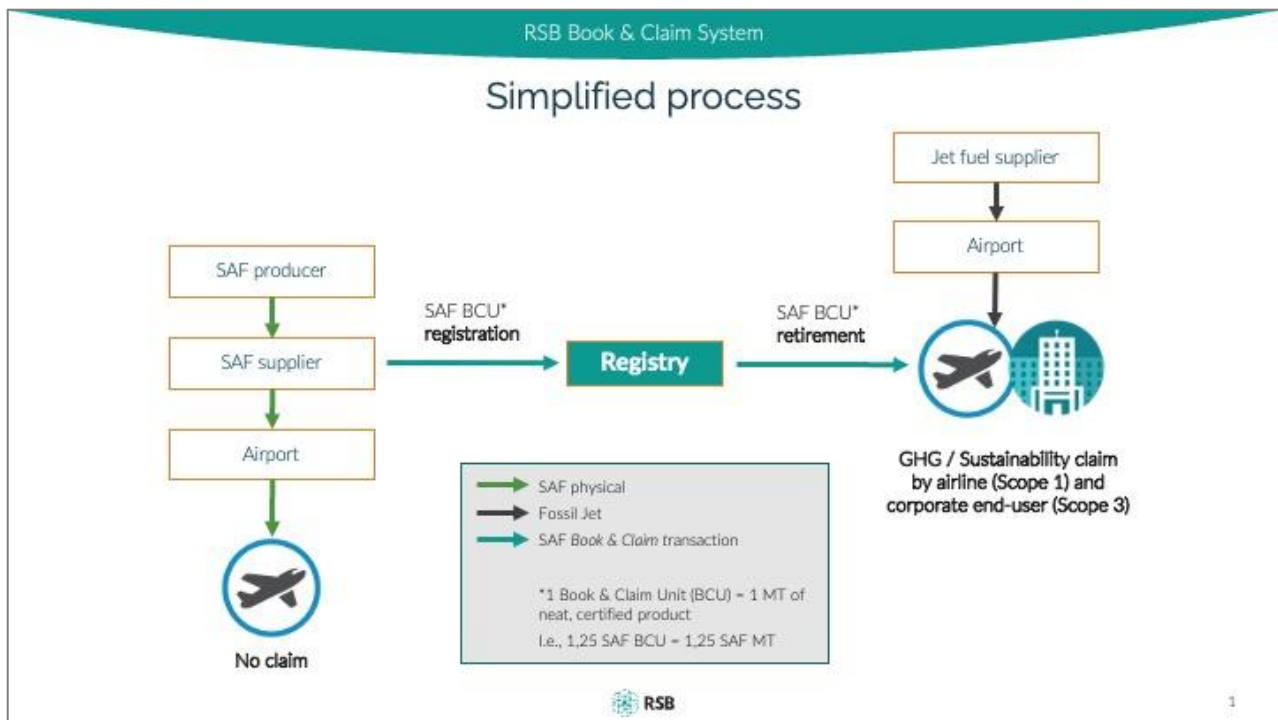 RSB Book & Claim System
Simplified process
SAF producer
SAF supplier
Airport
No claim
SAF BCU*
registration
Registry
SAF BCU*
retirement
Jet fuel supplier
Airport
GHG / Sustainability claim
by airline (Scope 1) and
corporate end-user (Scope 3)
SAF physical
Fossil Jet
SAF Book & Claim transaction
*1 Book & Claim Unit (BCU) = 1 MT of
neat, certified product
I.e., 1,25 SAF BCU = 1,25 SAF MT
RSB
1